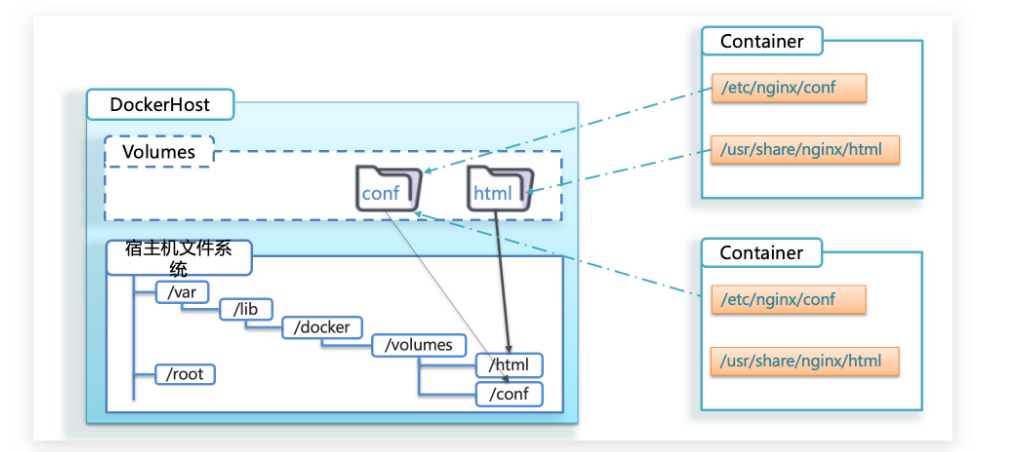 DockerHost
Volumes
conf
html
宿主机文件系
统
/var
/lib
/docker
/volumes
/html
/root
/conf
Container
/etc/nginx/conf
/usr/share/nginx/html
Container
/etc/nginx/conf
/usr/share/nginx/html